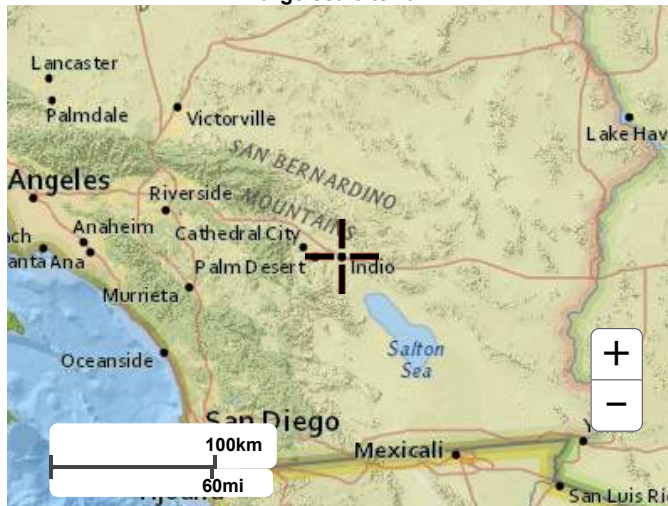 Lancaster
Palmdale
Victorville
Lake Hav
SAN BERNARDINO
MOUNTAINS
Angeles
Riverside
Anaheim
Cathedral City
ach
anta Ana
Palm Desert
Indio
Murrieta
Salton
Sea
Oceanside
+
−
San Diego
Y
Mexicali
100km
60mi
San Luis Rí